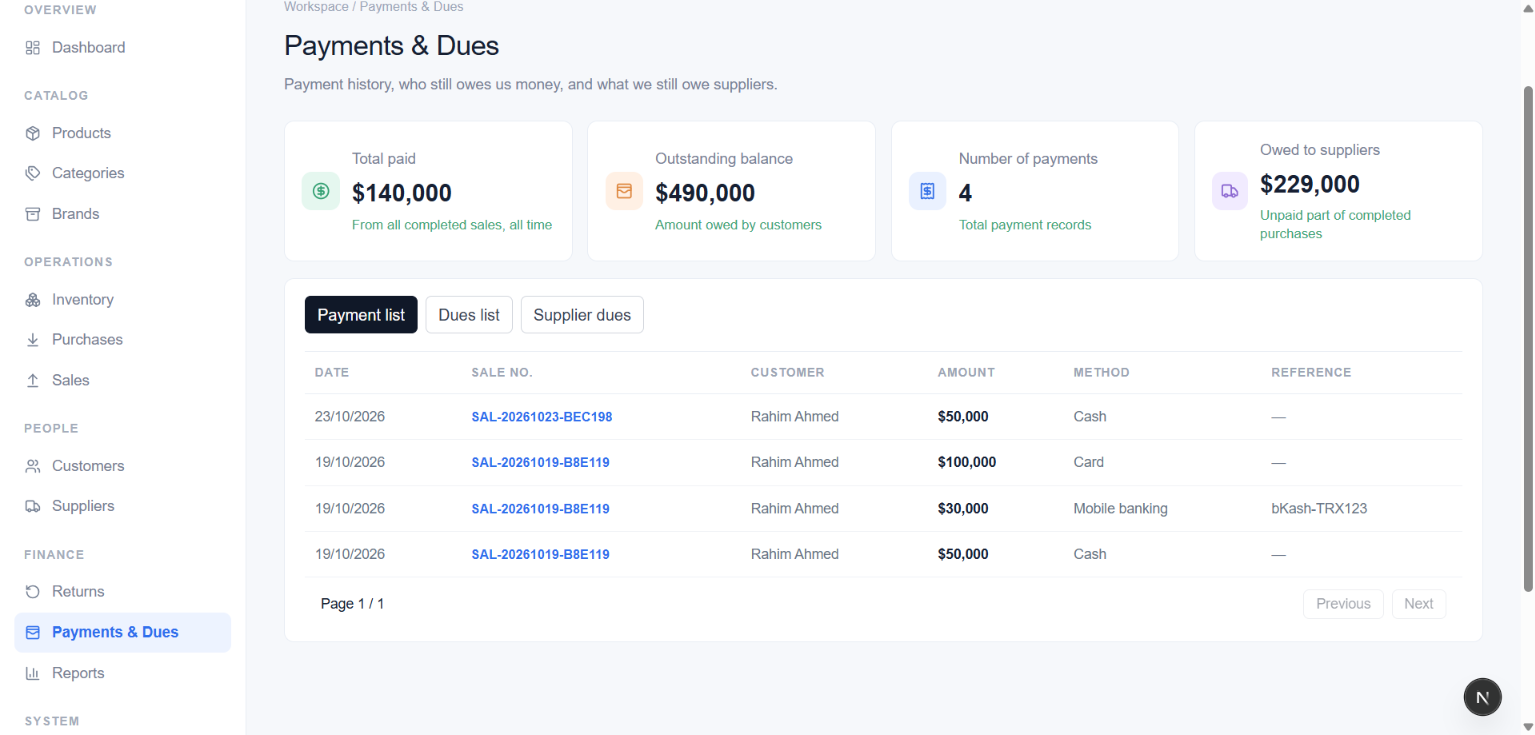 OVERVIEW
Dashboard
CATALOG
Products
Categories
Brands
OPERATIONS
Inventory
Purchases
Sales
PEOPLE
Customers
Suppliers
FINANCE
Returns
Payments & Dues
Reports
SYSTEM
Workspace / Payments & Dues
Payments & Dues
Payment history, who still owes us money, and what we still owe suppliers.
Total paid
$140,000
From all completed sales, all time
Outstanding balance
$490,000
Amount owed by customers
Number of payments
4
Total payment records
Owed to suppliers
$229,000
Unpaid part of completed
purchases
Payment list Dues list Supplier dues
DATE SALE NO. CUSTOMER AMOUNT METHOD REFERENCE
23/10/2026 SAL-20261023-BEC198 Rahim Ahmed $50,000 Cash —
19/10/2026 SAL-20261019-B8E119 Rahim Ahmed $100,000 Card —
19/10/2026 SAL-20261019-B8E119 Rahim Ahmed $30,000 Mobile banking bKash-TRX123
19/10/2026 SAL-20261019-B8E119 Rahim Ahmed $50,000 Cash —
Page 1 / 1 Previous Next
N